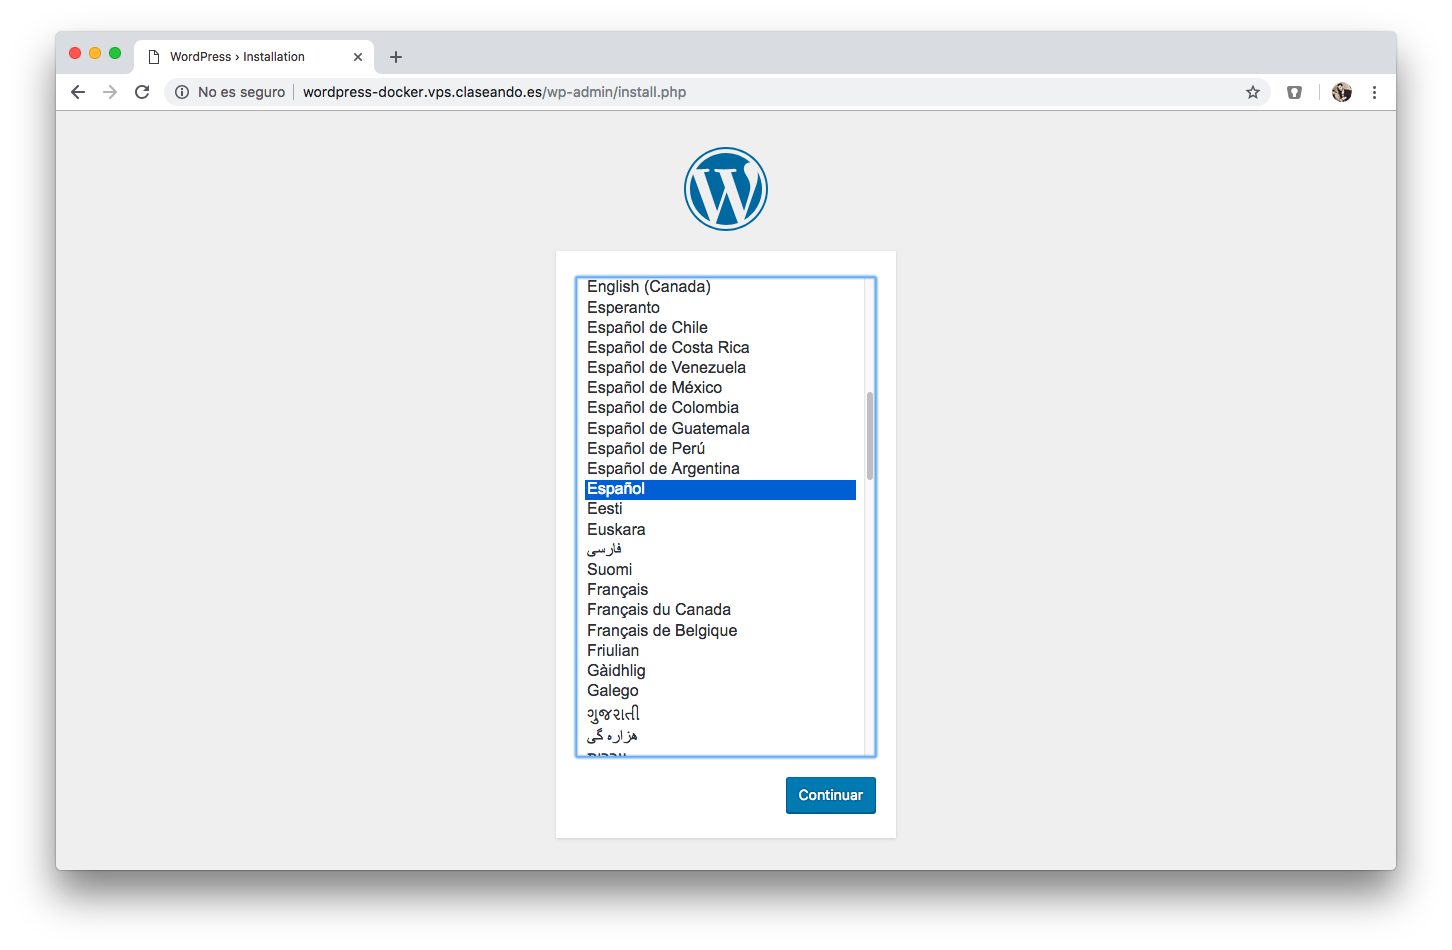 WordPress › Installation
No es seguro wordpress-docker.vps.claseando.es/wp-admin/install.php
English (Canada)
Esperanto
Español de Chile
Español de Costa Rica
Español de Venezuela
Español de México
Español de Colombia
Español de Guatemala
Español de Perú
Español de Argentina
Español
Eesti
Euskara
فارسی
Suomi
Français
Français du Canada
Français de Belgique
Friulian
Gàidhlig
Galego
ગુજરાતી
هزاره گی
Continuar